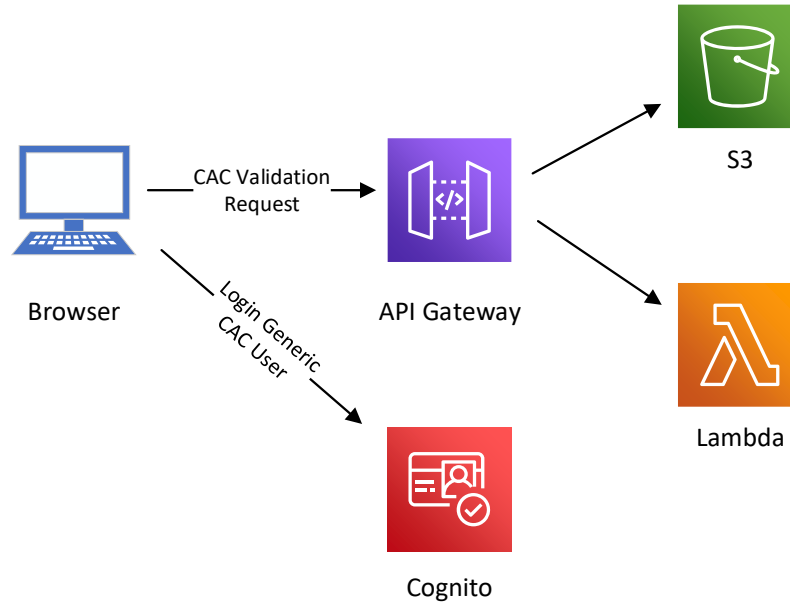 S3
CAC Validation
Request
</>
Browser
API Gateway
Login Generic
CAC User
Lambda
Cognito